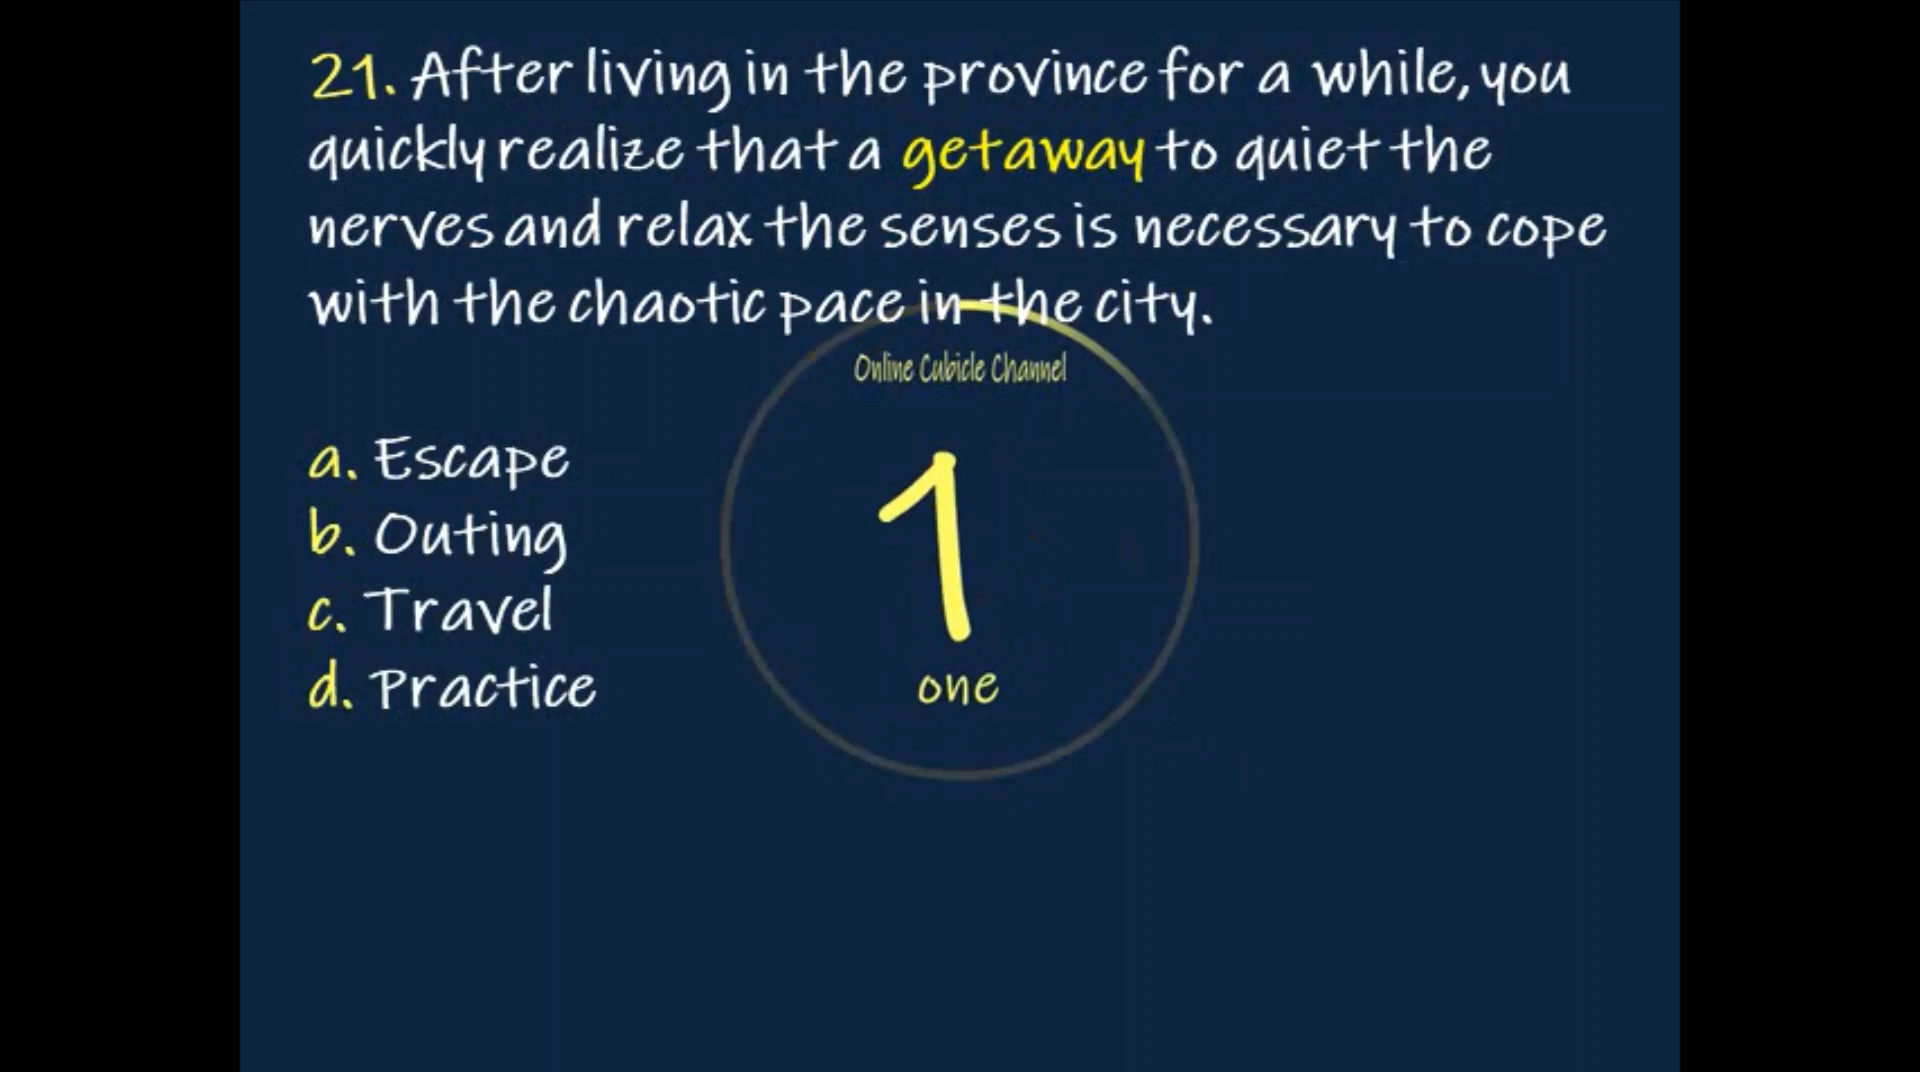 21. After living in the province for a while, you
quickly realize that a getaway to quiet the
nerves and relax the senses is necessary to cope
with the chaotic pace in the city.
Online Cubicle Channel
a. Escape
b. Outing
c. Travel
d. Practice
1
one